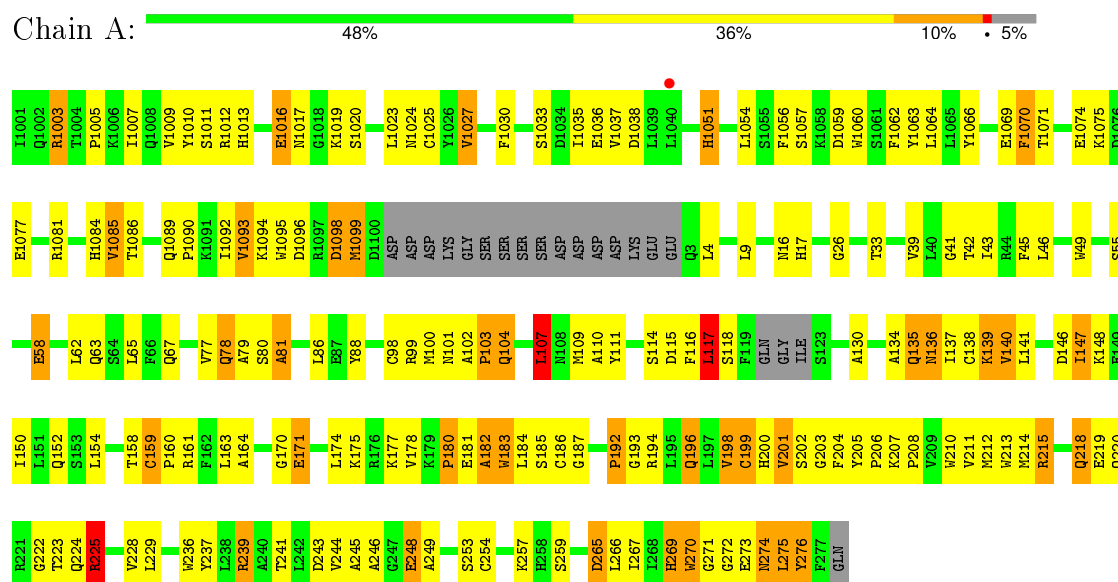 Chain A:
48% 36% 10% • 5%
I1001 Q1002 R1003 T1004 P1005 K1006 I1007 Q1008 V1009 Y1010 S1011 R1012 H1013 E1016 N1017 G1018 K1019 S1020 L1023 N1024 C1025 Y1026 V1027 F1030 S1033 D1034 I1035 E1036 V1037 D1038 L1039 L1040 H1051 L1054 S1055 F1056 S1057 K1058 D1059 W1060 S1061 F1062 Y1063 L1064 L1065 Y1066 E1069 F1070 T1071 E1074 K1075 D1076
E1077 R1081 H1084 V1085 T1086 Q1089 P1090 K1091 I1092 V1093 K1094 W1095 D1096 R1097 D1098 M1099 D1100 ASP ASP ASP LYS GLY SER SER SER SER ASP ASP ASP ASP LYS GLU GLU Q3 L4 L9 N16 H17 G26 T33 V39 L40 G41 T42 I43 R44 F45 L46 W49 S55
E58 L62 Q63 S64 L65 F66 Q67 V77 Q78 A79 S80 A81 L86 E87 Y88 C98 R99 M100 N101 A102 P103 Q104 L107 N108 M109 A110 Y111 S114 D115 F116 L117 S118 F119 GLN GLY ILE S123 A130 A134 Q135 N136 I137 C138 K139 V140 L141 D146 I147 K148 E149
I150 L151 Q152 S153 L154 T158 C159 P160 R161 F162 L163 A164 G170 E171 L174 K175 R176 K177 V178 K179 P180 E181 A182 W183 L184 S185 C186 G187 P192 G193 R194 L195 Q196 L197 V198 C199 H200 V201 S202 G203 F204 Y205 P206 K207 P208 V209 W210 V211 M212 W213 M214 R215 Q218 E219 Q220
R221 G222 T223 Q224 R225 V228 L229 W236 Y237 L238 R239 A240 T241 L242 D243 V244 A245 A246 G247 E248 A249 S253 C254 K257 H258 S259 D265 L266 I267 I268 H269 W270 G271 G272 E273 N274 L275 Y276 F277 GLN